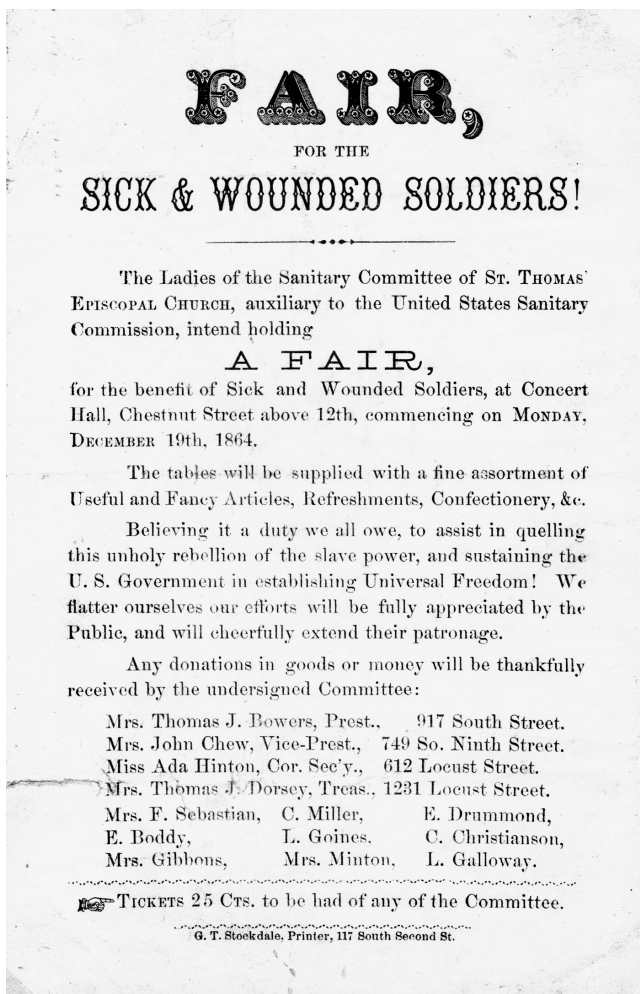 FAIR,
FOR THE
SICK & WOUNDED SOLDIERS!
The Ladies of the Sanitary Committee of ST. THOMAS'
EPISCOPAL CHURCH, auxiliary to the United States Sanitary
Commission, intend holding
A FAIR,
for the benefit of Sick and Wounded Soldiers, at Concert
Hall, Chestnut Street above 12th, commencing on MONDAY,
DECEMBER 19th, 1864.
The tables will be supplied with a fine assortment of
Useful and Fancy Articles, Refreshments, Confectionery, &c.
Believing it a duty we all owe, to assist in quelling
this unholy rebellion of the slave power, and sustaining the
U. S. Government in establishing Universal Freedom! We
flatter ourselves our efforts will be fully appreciated by the
Public, and will cheerfully extend their patronage.
Any donations in goods or money will be thankfully
received by the undersigned Committee:
Mrs. Thomas J. Bowers, Prest., 917 South Street.
Mrs. John Chew, Vice-Prest., 749 So. Ninth Street.
Miss Ada Hinton, Cor. Sec'y., 612 Locust Street.
Mrs. Thomas J. Dorsey, Treas., 1231 Locust Street.
Mrs. F. Sebastian, C. Miller, E. Drummond,
E. Boddy, L. Goines, C. Christianson,
Mrs. Gibbons, Mrs. Minton, L. Galloway.
TICKETS 25 CTS. to be had of any of the Committee.
G. T. Stockdale, Printer, 117 South Second St.